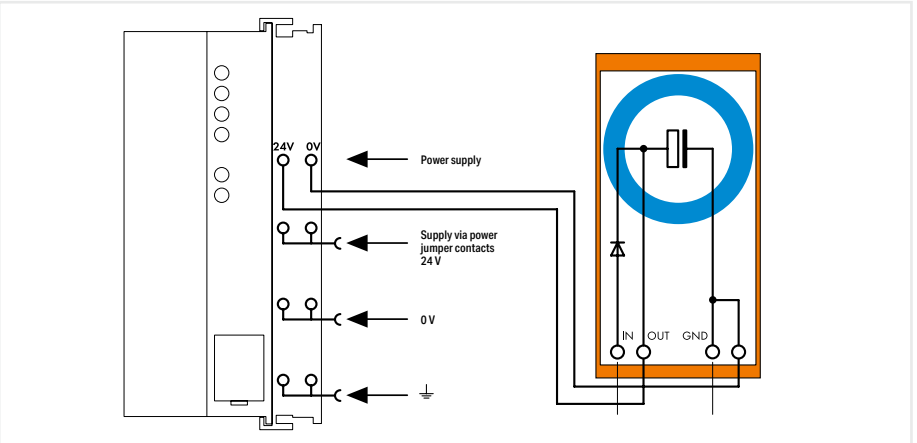 24V 0V
Power supply
Supply via power
jumper contacts
24 V
0 V
IN OUT GND